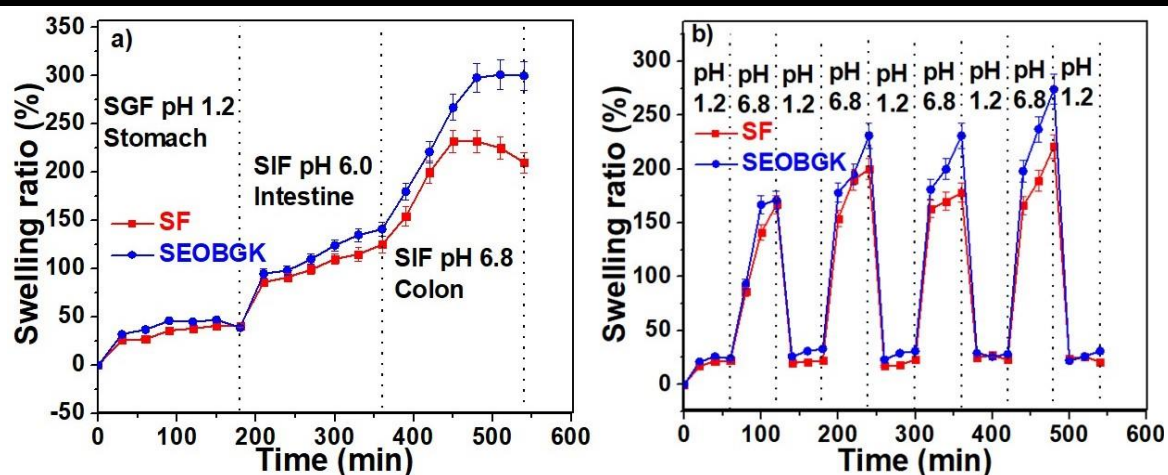 a)
Swelling ratio (%)
350
300
250
200
150
100
50
0
-50
SGF pH 1.2
Stomach
SIF pH 6.0
Intestine
SIF pH 6.8
Colon
SF
SEOBGK
0 100 200 300 400 500 600
Time (min)
b)
Swelling ratio (%)
300
250
200
150
100
50
0
pH pH pH pH pH pH pH pH pH
1.2 6.8 1.2 6.8 1.2 6.8 1.2 6.8 1.2
SF
SEOBGK
0 100 200 300 400 500 600
Time (min)